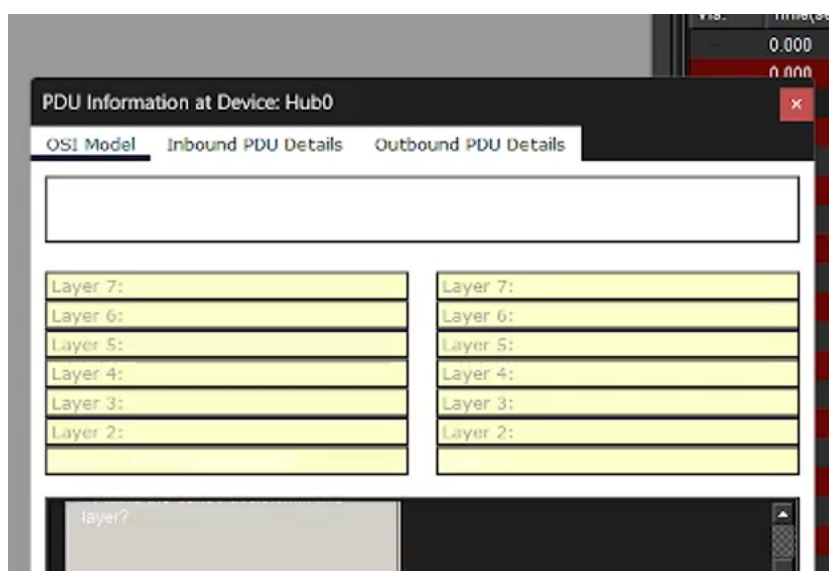 0.000
0.000
PDU Information at Device: Hub0
OSI Model Inbound PDU Details Outbound PDU Details
Layer 7: Layer 7:
Layer 6: Layer 6:
Layer 5: Layer 5:
Layer 4: Layer 4:
Layer 3: Layer 3:
Layer 2: Layer 2:
layer?